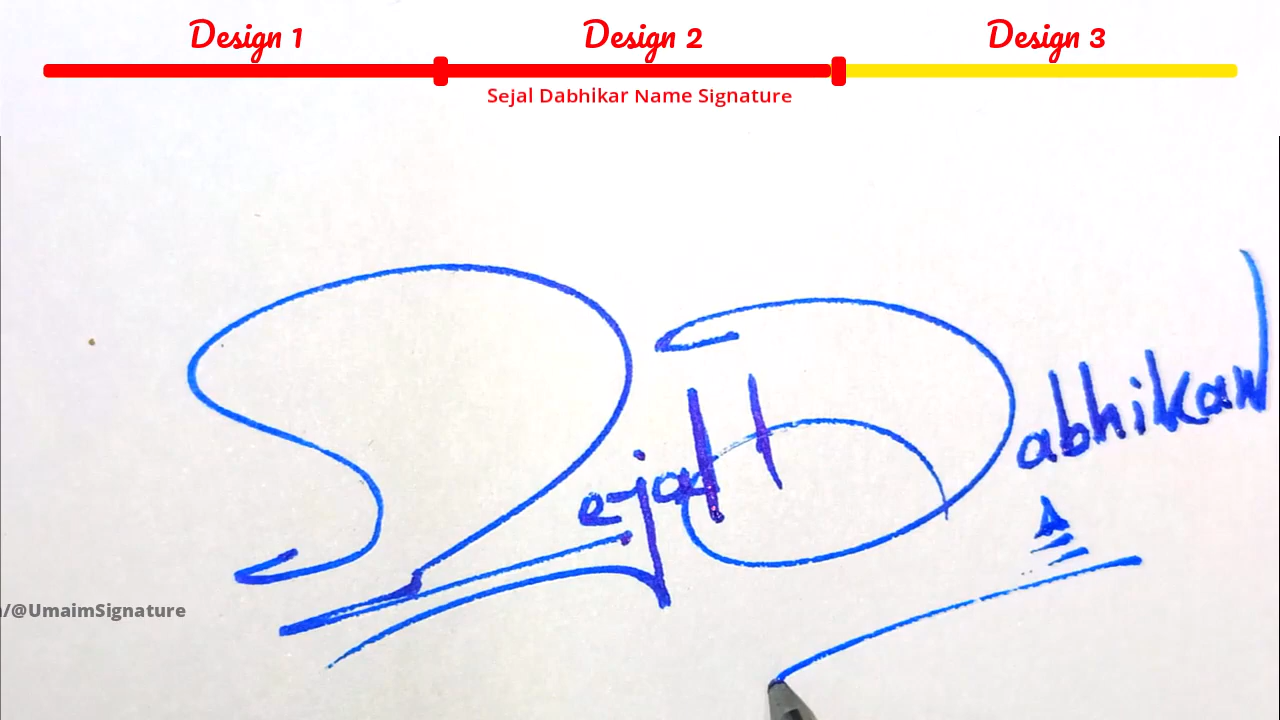 Design 1 Design 2 Design 3
Sejal Dabhikar Name Signature
Sejal Dabhikar
/@UmaimSignature